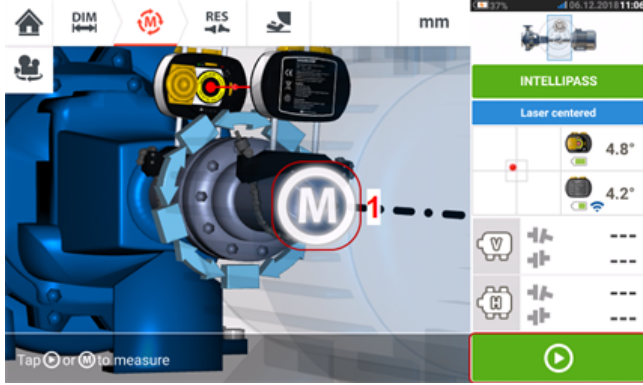 DIM
M
RES
mm
37%
06.12.2018 11:06
INTELLIPASS
Laser centered
4.8°
4.2°
M
1
V
---
---
H
---
---
Tap or M to measure